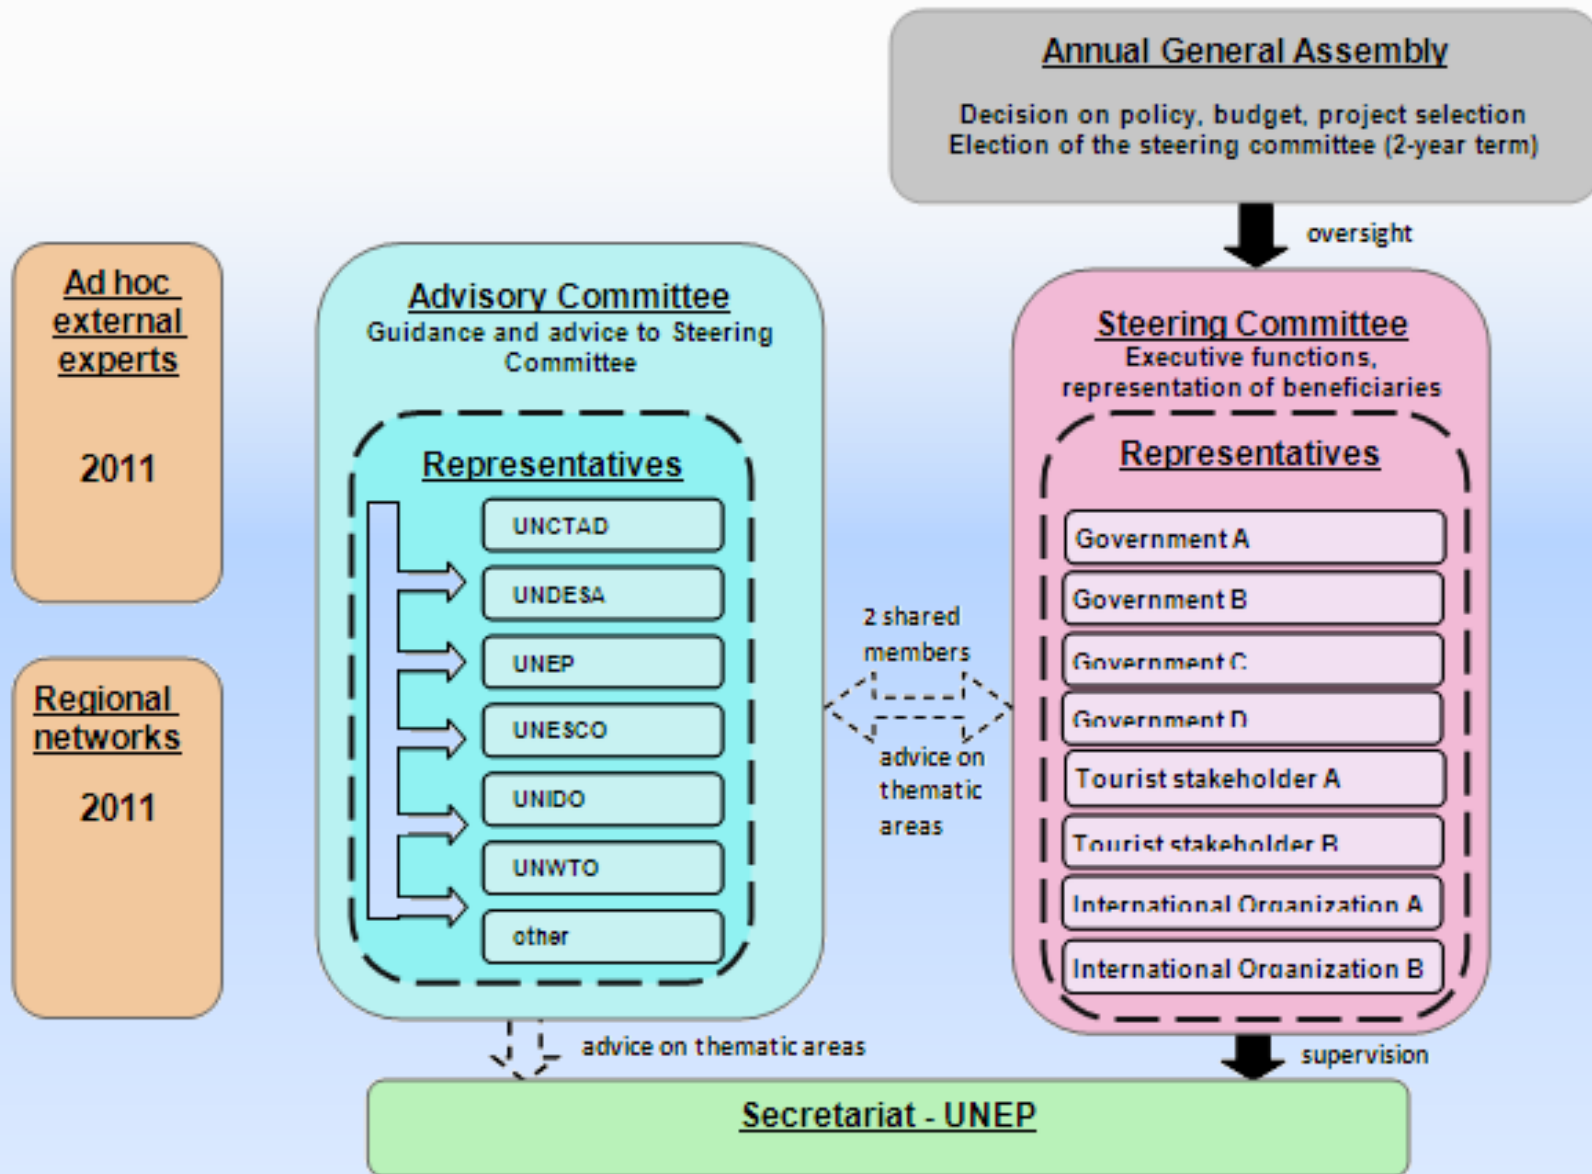 Annual General Assembly
Decision on policy, budget, project selection
Election of the steering committee (2-year term)
oversight
Ad hoc
external
experts
2011
Regional
networks
2011
Advisory Committee
Guidance and advice to Steering
Committee
Representatives
UNCTAD
UNDESA
UNEP
UNESCO
UNIDO
UNWTO
other
2 shared
members
advice on
thematic
areas
Steering Committee
Executive functions,
representation of beneficiaries
Representatives
Government A
Government B
Government C
Government D
Tourist stakeholder A
Tourist stakeholder B
International Organization A
International Organization B
advice on thematic areas
supervision
Secretariat - UNEP